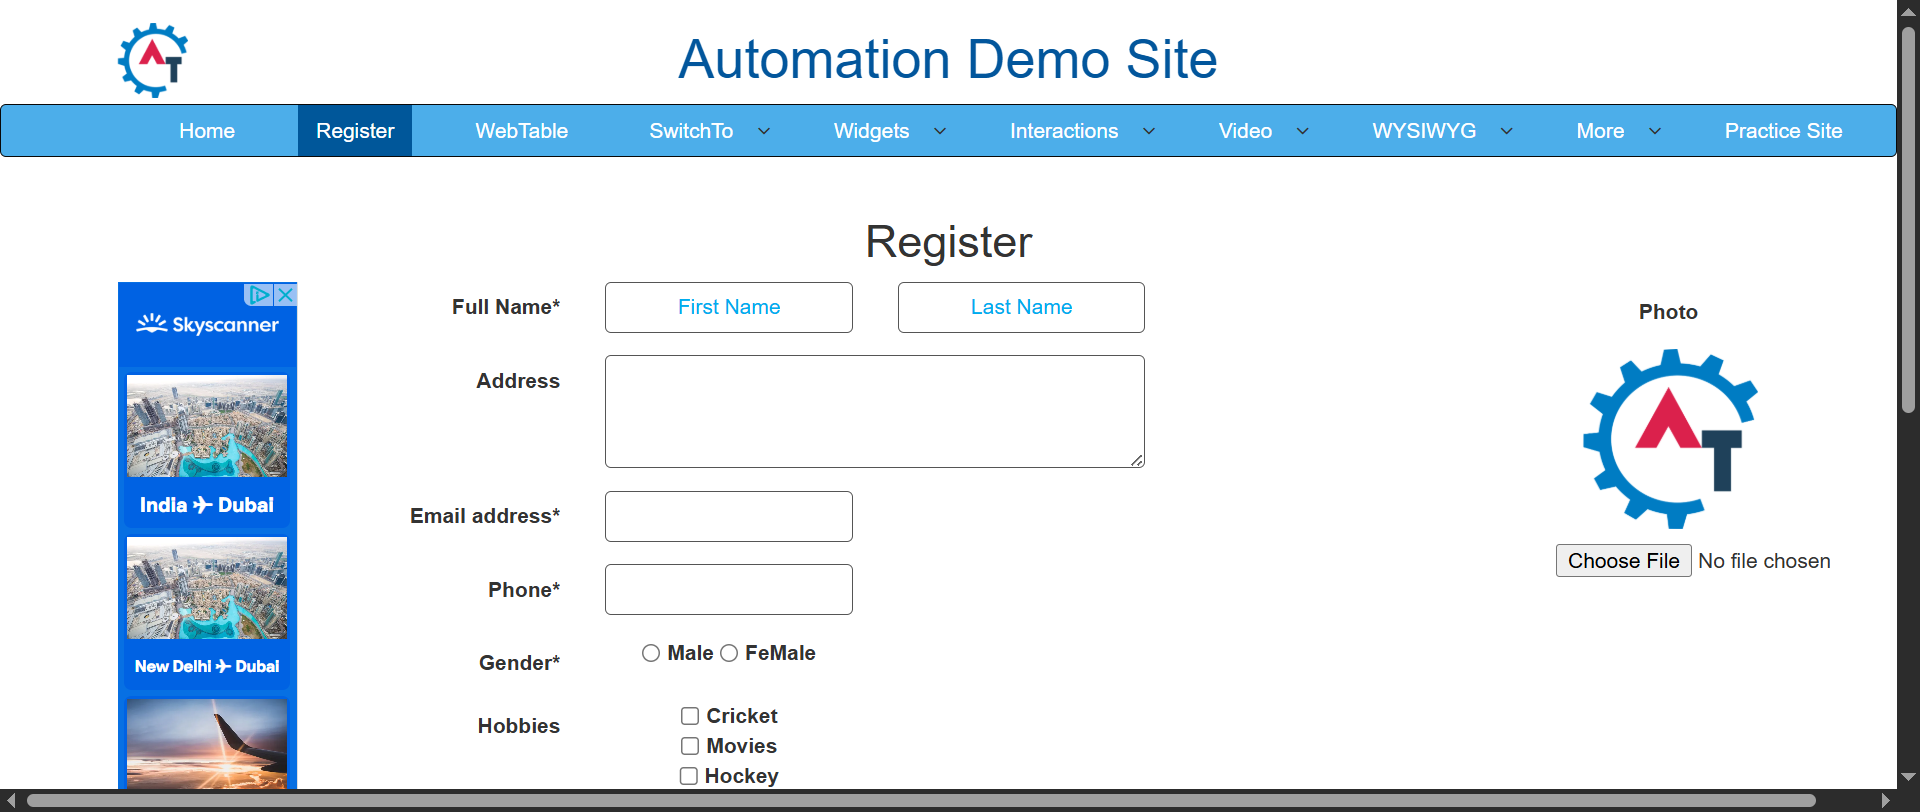 Automation Demo Site
Home Register WebTable SwitchTo Widgets Interactions Video WYSIWYG More Practice Site
Register
Skyscanner
India ✈ Dubai
New Delhi ✈ Dubai
Full Name* First Name Last Name
Address
Email address*
Phone*
Gender* Male FeMale
Hobbies Cricket
Movies
Hockey
Photo
AT
Choose File No file chosen